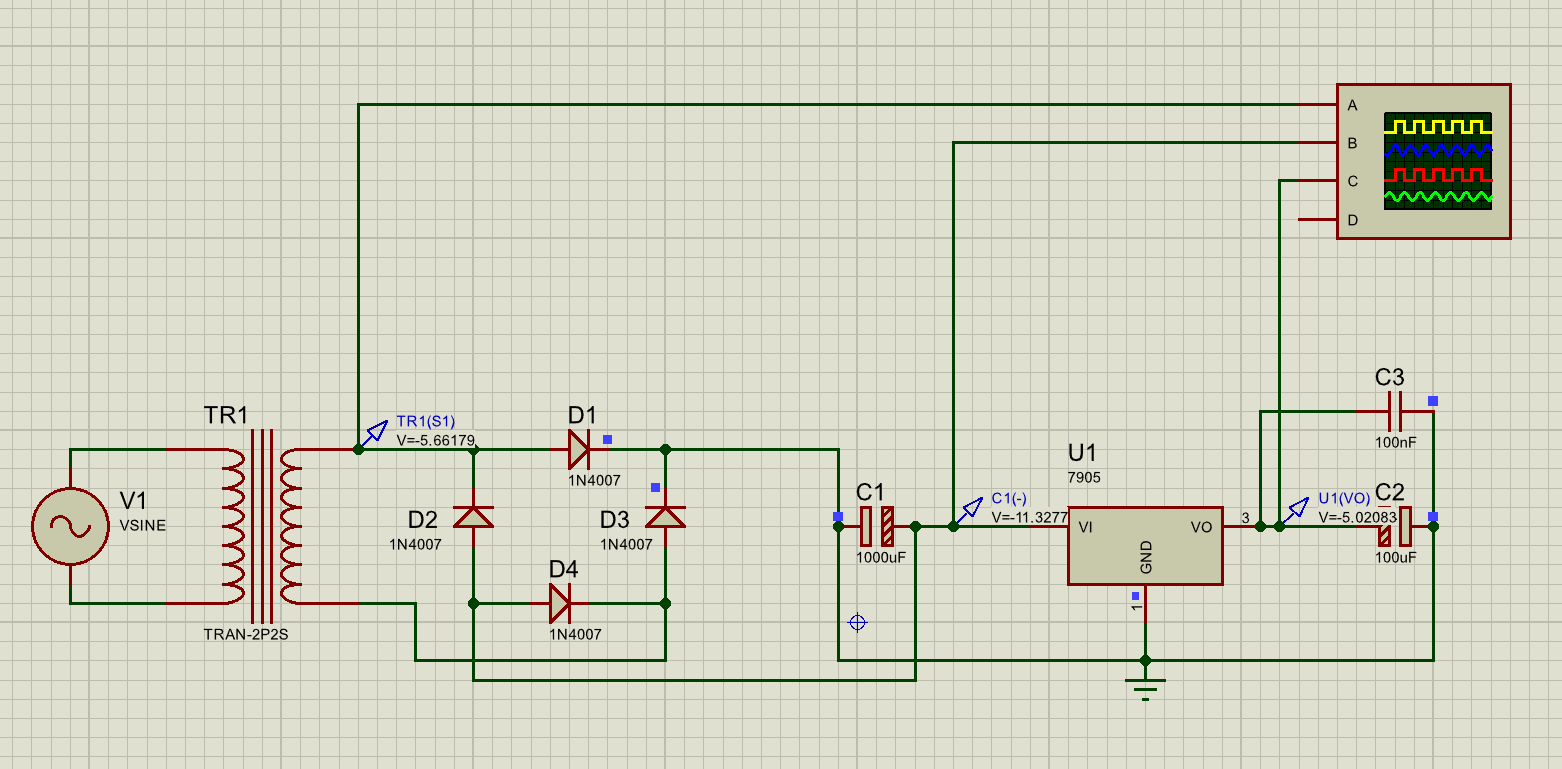 A
B
C
D
C3
100nF
TR1
TR1(S1)
V=-5.66179
D1
1N4007
U1
7905
V1
VSINE
D2
1N4007
D3
1N4007
C1
1000uF
C1(-)
V=-11.3277
VI
VO
GND
3
1
U1(VO)
V=-5.02083
C2
100uF
D4
1N4007
TRAN-2P2S